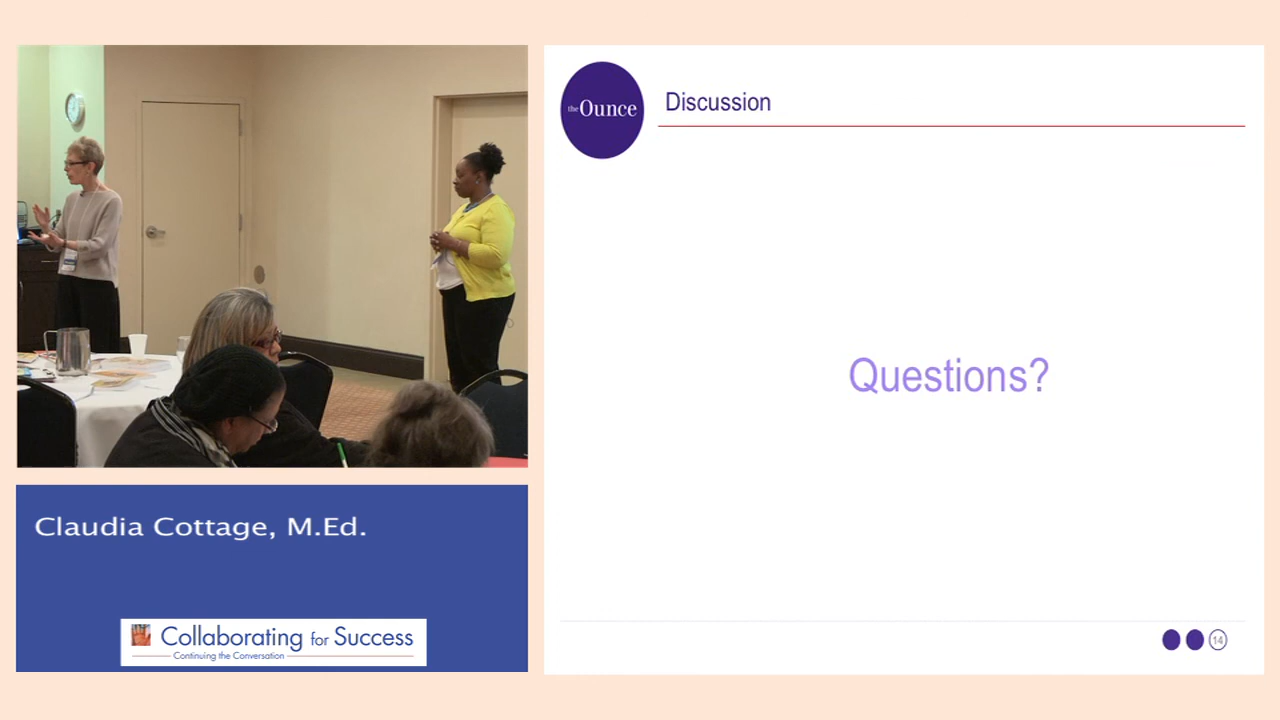 the Ounce
Discussion
Questions?
14
Claudia Cottage, M.Ed.
Collaborating for Success
Continuing the Conversation